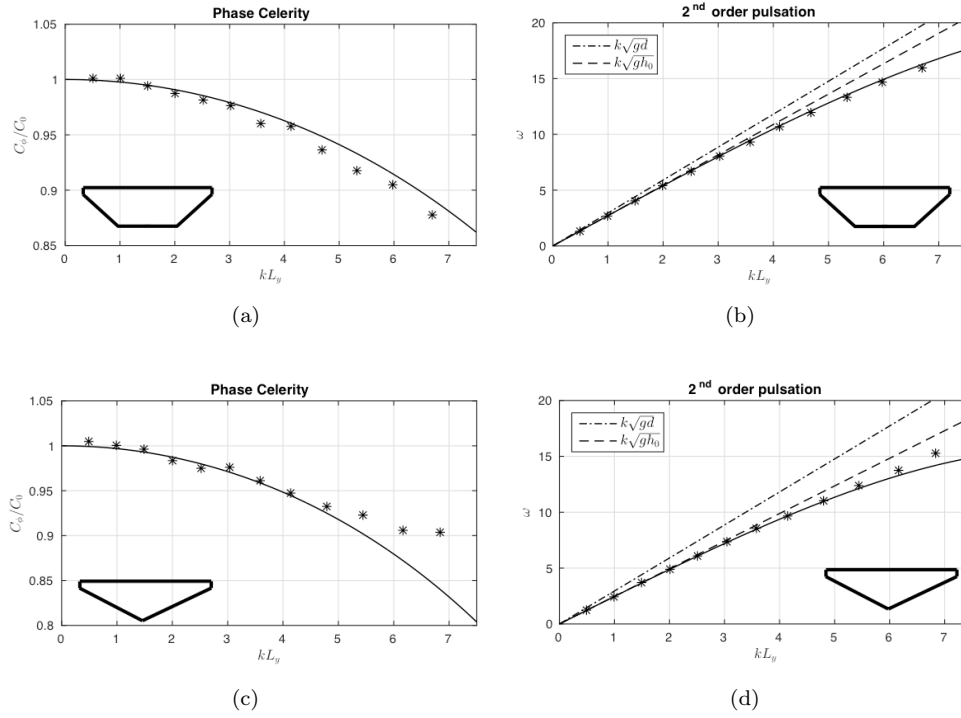 Phase Celerity
1.05
1
0.95
0.9
0.85
C_ϕ/C_0
0 1 2 3 4 5 6 7
kL_y
(a)
2^nd order pulsation
k√gd
k√gh_0
20
15
10
5
0
ω
0 1 2 3 4 5 6 7
kL_y
(b)
Phase Celerity
1.05
1
0.95
0.9
0.85
0.8
C_ϕ/C_0
0 1 2 3 4 5 6 7
kL_y
(c)
2^nd order pulsation
k√gd
k√gh_0
20
15
10
5
0
ω
0 1 2 3 4 5 6 7
kL_y
(d)